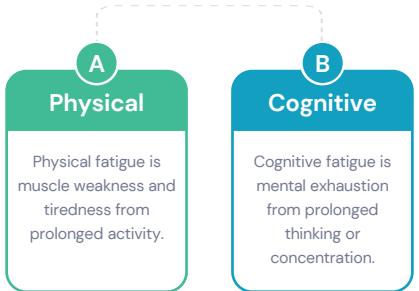 A
Physical
Physical fatigue is
muscle weakness and
tiredness from
prolonged activity.
B
Cognitive
Cognitive fatigue is
mental exhaustion
from prolonged
thinking or
concentration.